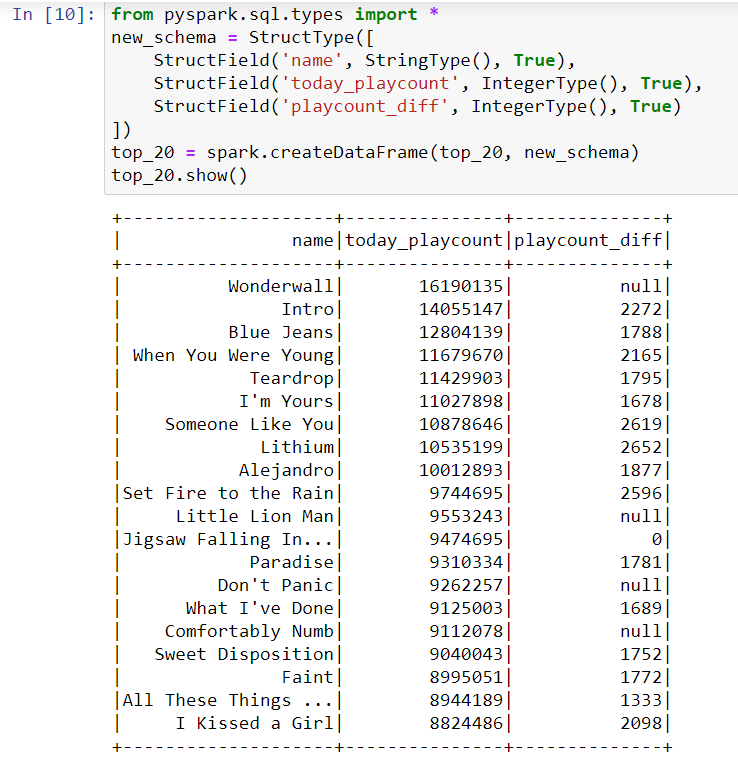 In [10]: from pyspark.sql.types import *
new_schema = StructType([
    StructField('name', StringType(), True),
    StructField('today_playcount', IntegerType(), True),
    StructField('playcount_diff', IntegerType(), True)
])
top_20 = spark.createDataFrame(top_20, new_schema)
top_20.show()
+--------------------+---------------+--------------+
|                name|today_playcount|playcount_diff|
+--------------------+---------------+--------------+
|          Wonderwall|       16190135|          null|
|               Intro|       14055147|          2272|
|          Blue Jeans|       12804139|          1788|
| When You Were Young|       11679670|          2165|
|            Teardrop|       11429903|          1795|
|           I'm Yours|       11027898|          1678|
|    Someone Like You|       10878646|          2619|
|             Lithium|       10535199|          2652|
|           Alejandro|       10012893|          1877|
|Set Fire to the Rain|        9744695|          2596|
|     Little Lion Man|        9553243|          null|
|Jigsaw Falling In...|        9474695|             0|
|            Paradise|        9310334|          1781|
|         Don't Panic|        9262257|          null|
|      What I've Done|        9125003|          1689|
|    Comfortably Numb|        9112078|          null|
|   Sweet Disposition|        9040043|          1752|
|               Faint|        8995051|          1772|
|All These Things ...|        8944189|          1333|
|     I Kissed a Girl|        8824486|          2098|
+--------------------+---------------+--------------+